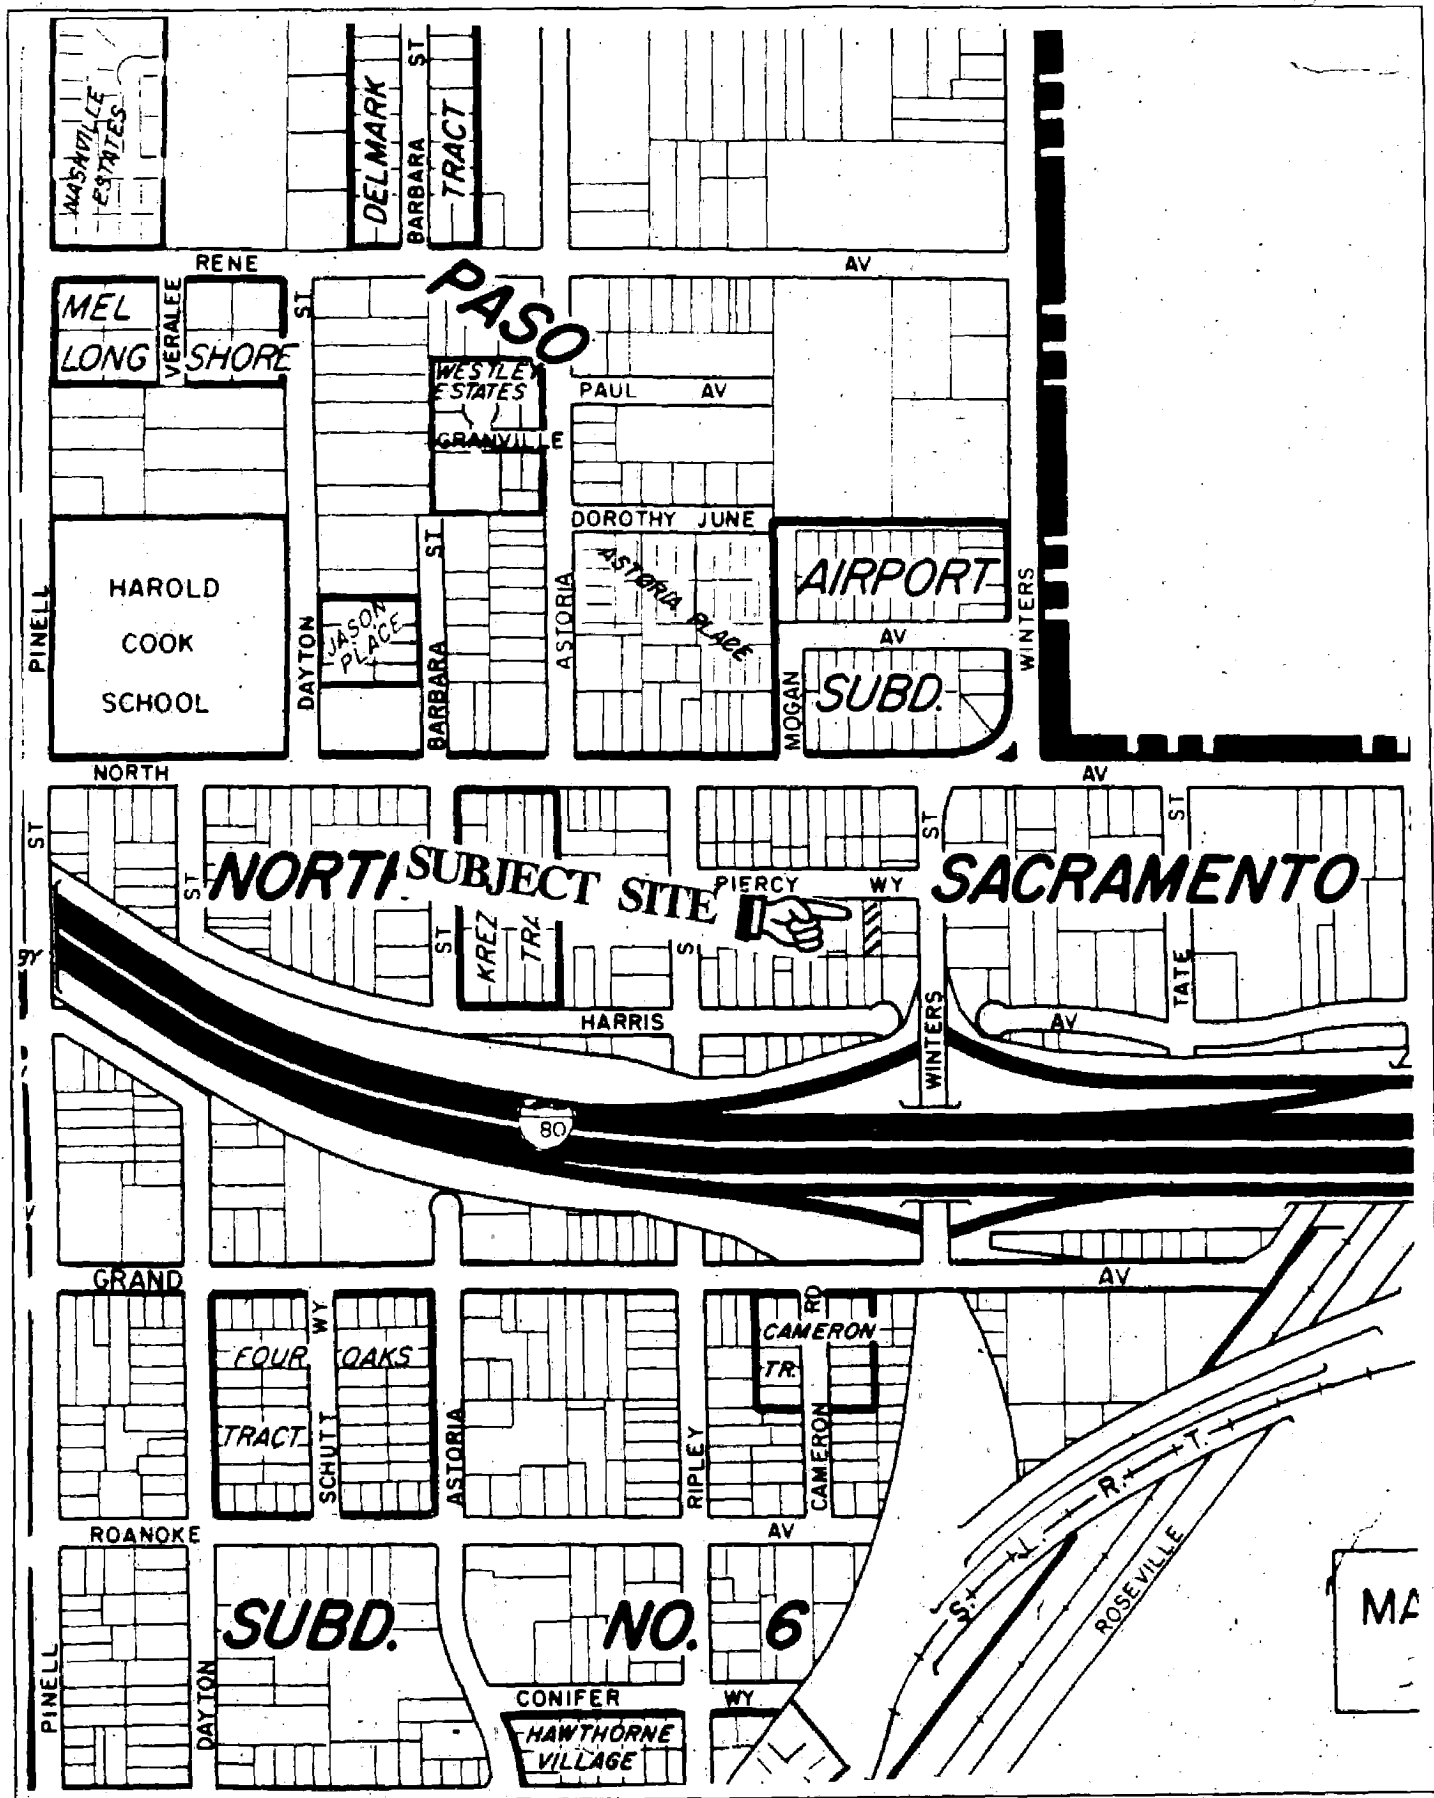 NASHVILLE
ESTATES
DELMARK
BARBARA ST
TRACT
RENE AV
PASO
MEL
LONG
VERALEE
SHORE
ST
WESTLEY
ESTATES
PAUL AV
GRANVILLE
DOROTHY JUNE
HAROLD
COOK
SCHOOL
PINELL
DAYTON
JASON
PLACE
BARBARA
ST
ASTORIA
ASTORIA PLACE
AIRPORT
AV
SUBD.
MOGAN
WINTERS
NORTH AV
ST
ST
ST
ST
NORTH
SUBJECT SITE
PIERCY WY
SACRAMENTO
KREZ
TRA
ST
S
TATE
HARRIS AV
WINTERS
80
GRAND AV
FOUR OAKS
TRACT
WY
SCHUTT
ASTORIA
RIPLEY
RD
CAMERON
TR.
CAMERON
ROANOKE AV
S. L. R. T.
ROSEVILLE
SUBD. NO. 6
PINELL
DAYTON
CONIFER WY
HAWTHORNE
VILLAGE
MA